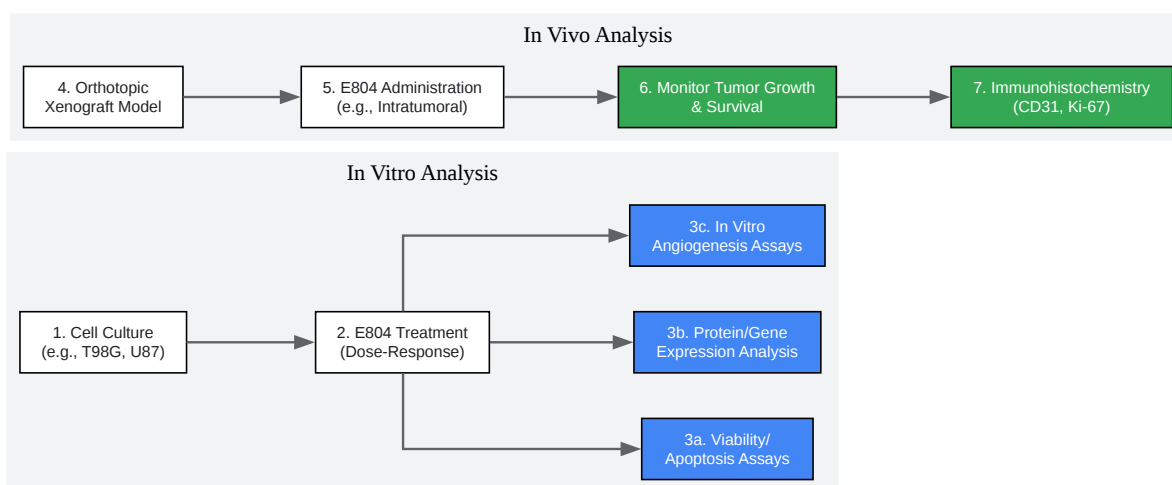 In Vivo Analysis
4. Orthotopic
Xenograft Model
5. E804 Administration
(e.g., Intratumoral)
6. Monitor Tumor Growth
& Survival
7. Immunohistochemistry
(CD31, Ki-67)
In Vitro Analysis
3c. In Vitro
Angiogenesis Assays
1. Cell Culture
(e.g., T98G, U87)
2. E804 Treatment
(Dose-Response)
3b. Protein/Gene
Expression Analysis
3a. Viability/
Apoptosis Assays